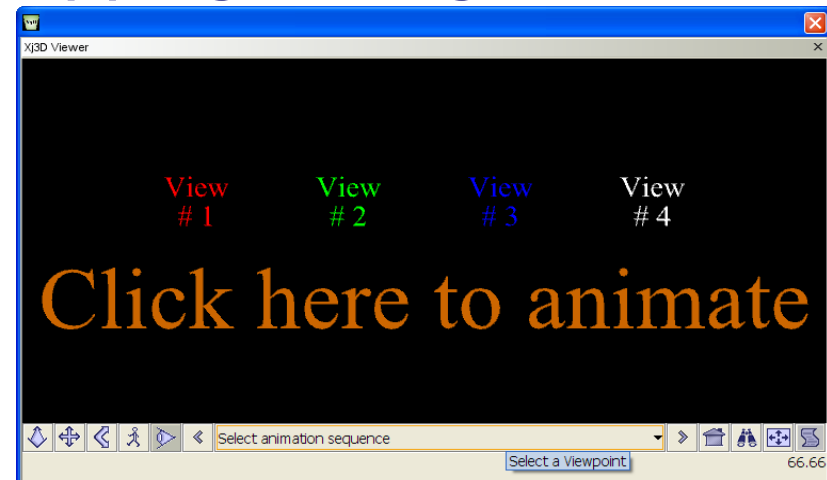 Xj3D Viewer
View View View View
# 1 # 2 # 3 # 4
Click here to animate
Select animation sequence
Select a Viewpoint
66.66